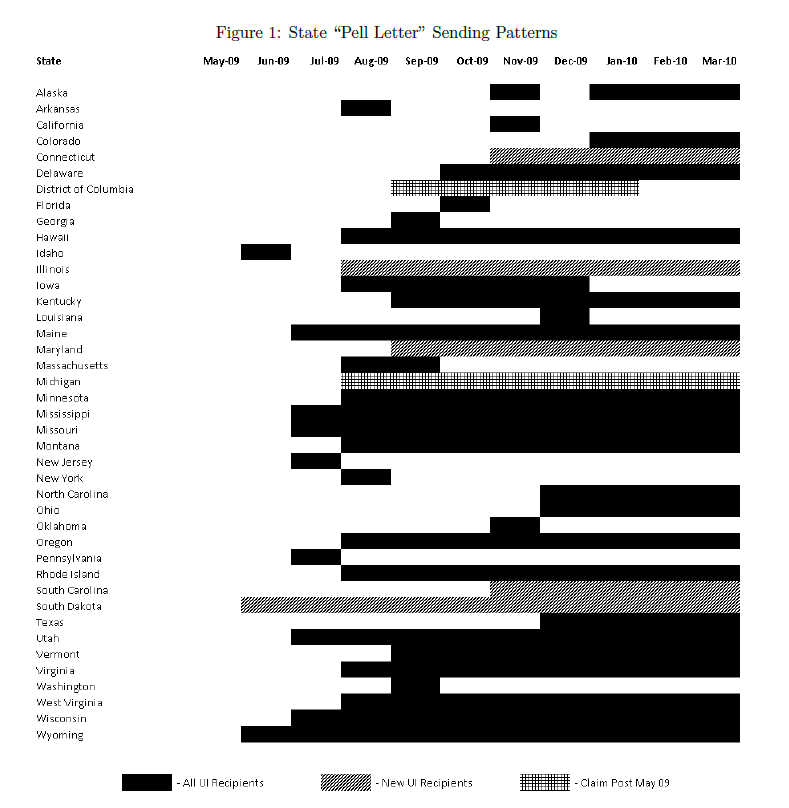 Figure 1: State “Pell Letter” Sending Patterns
State May-09 Jun-09 Jul-09 Aug-09 Sep-09 Oct-09 Nov-09 Dec-09 Jan-10 Feb-10 Mar-10
Alaska
Arkansas
California
Colorado
Connecticut
Delaware
District of Columbia
Florida
Georgia
Hawaii
Idaho
Illinois
Iowa
Kentucky
Louisiana
Maine
Maryland
Massachusetts
Michigan
Minnesota
Mississippi
Missouri
Montana
New Jersey
New York
North Carolina
Ohio
Oklahoma
Oregon
Pennsylvania
Rhode Island
South Carolina
South Dakota
Texas
Utah
Vermont
Virginia
Washington
West Virginia
Wisconsin
Wyoming
- All UI Recipients - New UI Recipients - Claim Post May 09